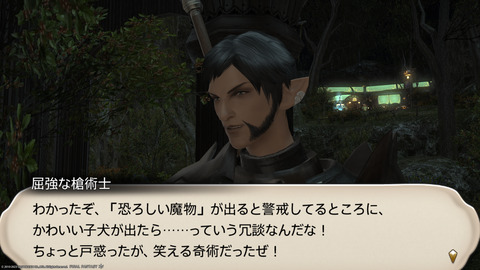 屈強な槍術士
わかったぞ、「恐ろしい魔物」が出ると警戒してるところに、
かわいい子犬が出たら……っていう冗談なんだな！
ちょっと戸惑ったが、笑える奇術だったぜ！